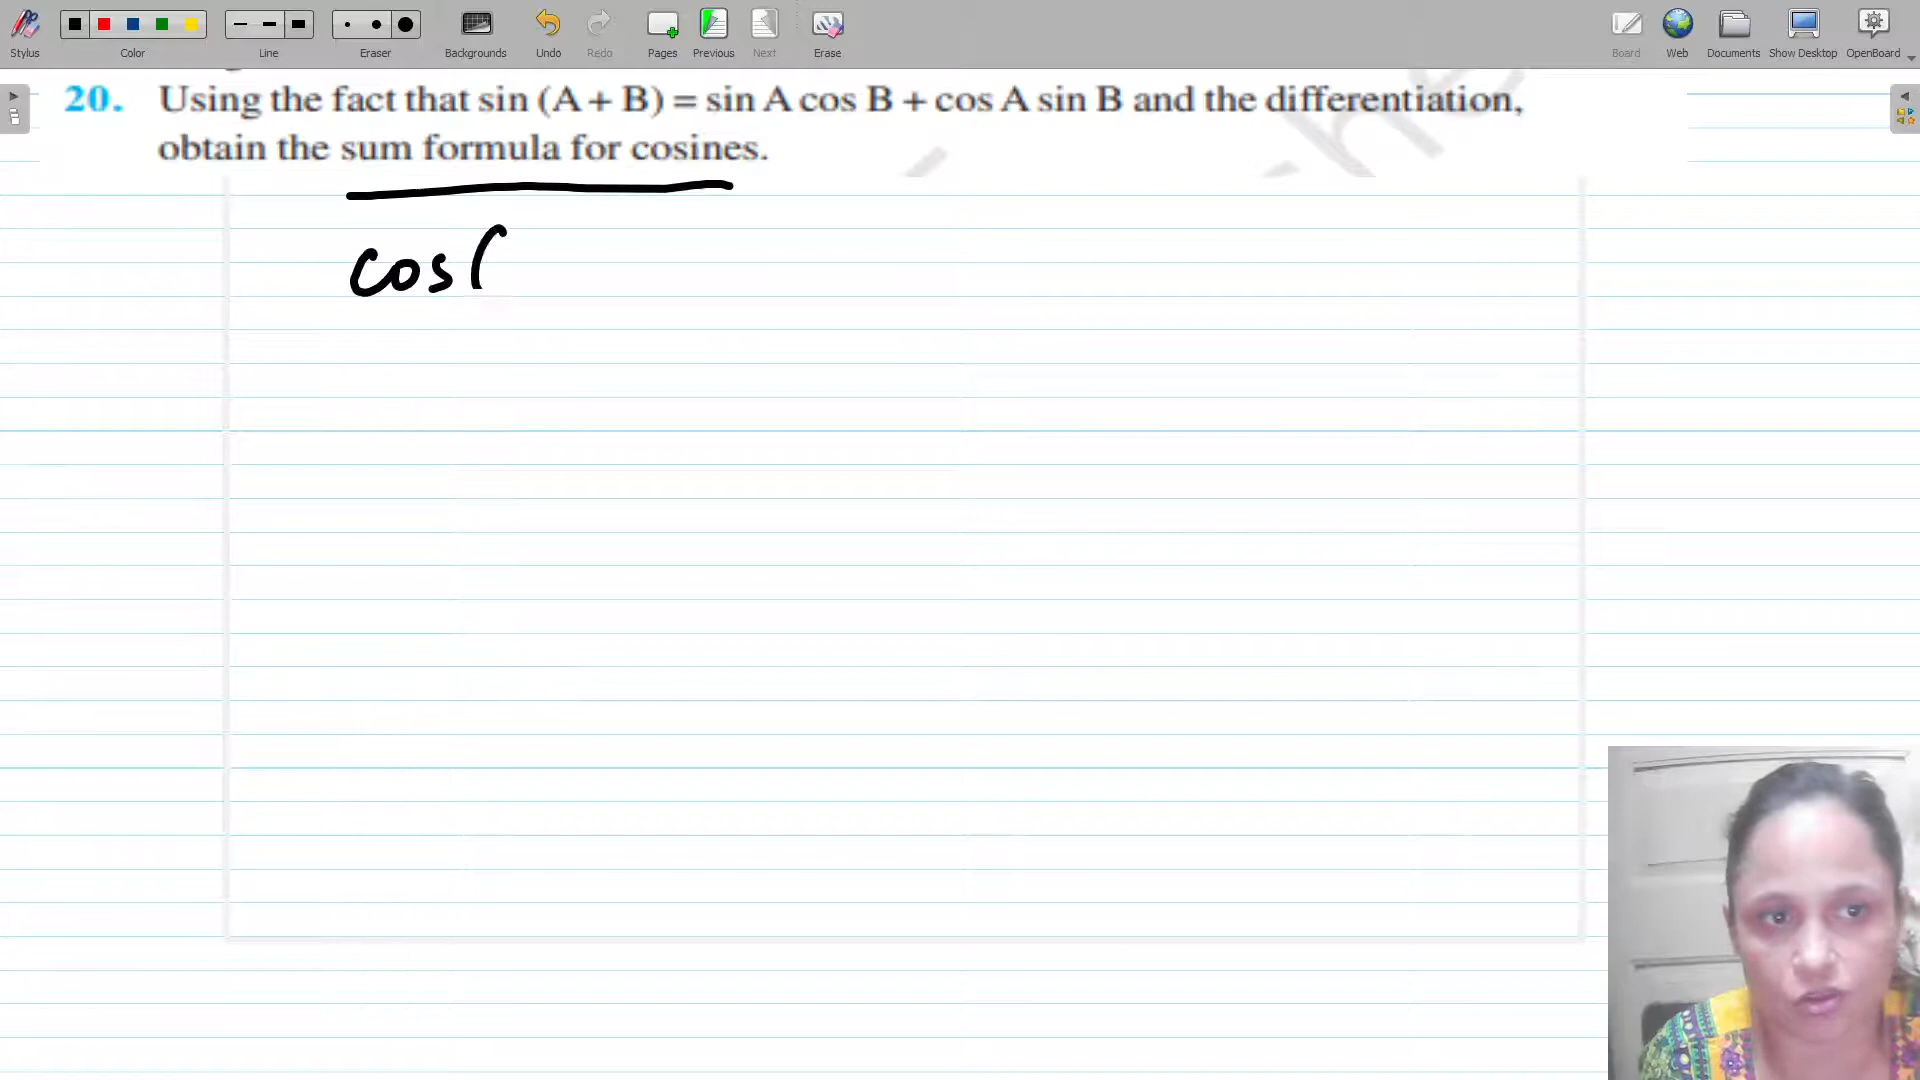 Stylus Color Line Eraser Backgrounds Undo Redo Pages Previous Next Erase Board Web Documents Show Desktop OpenBoard
20. Using the fact that sin (A + B) = sin A cos B + cos A sin B and the differentiation,
obtain the sum formula for cosines.
cos(